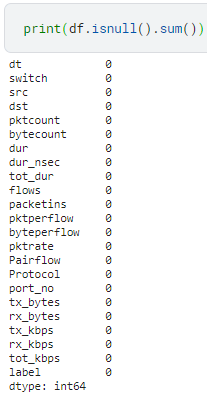 print(df.isnull().sum())
dt 0
switch 0
src 0
dst 0
pktcount 0
bytecount 0
dur 0
dur_nsec 0
tot_dur 0
flows 0
packetins 0
pktperflow 0
byteperflow 0
pktrate 0
Pairflow 0
Protocol 0
port_no 0
tx_bytes 0
rx_bytes 0
tx_kbps 0
rx_kbps 0
tot_kbps 0
label 0
dtype: int64